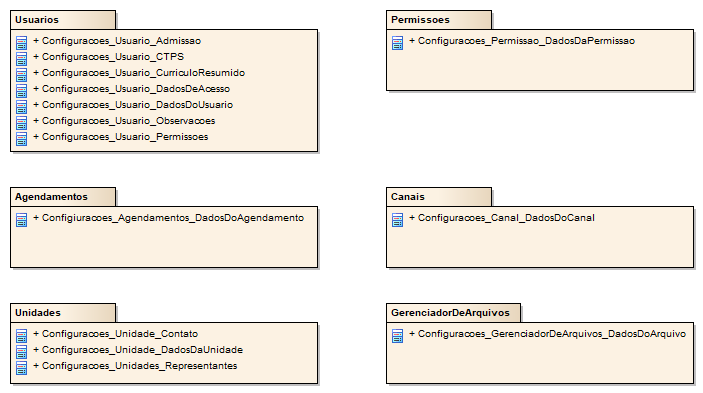 Usuarios
+ Configuracoes_Usuario_Admissao
+ Configuracoes_Usuario_CTPS
+ Configuracoes_Usuario_CurriculoResumido
+ Configuracoes_Usuario_DadosDeAcesso
+ Configuracoes_Usuario_DadosDoUsuario
+ Configuracoes_Usuario_Observacoes
+ Configuracoes_Usuario_Permissoes
Permissoes
+ Configuracoes_Permissao_DadosDaPermissao
Agendamentos
+ Configiuracoes_Agendamentos_DadosDoAgendamento
Canais
+ Configuracoes_Canal_DadosDoCanal
Unidades
+ Configuracoes_Unidade_Contato
+ Configuracoes_Unidade_DadosDaUnidade
+ Configuracoes_Unidades_Representantes
GerenciadorDeArquivos
+ Configuracoes_GerenciadorDeArquivos_DadosDoArquivo